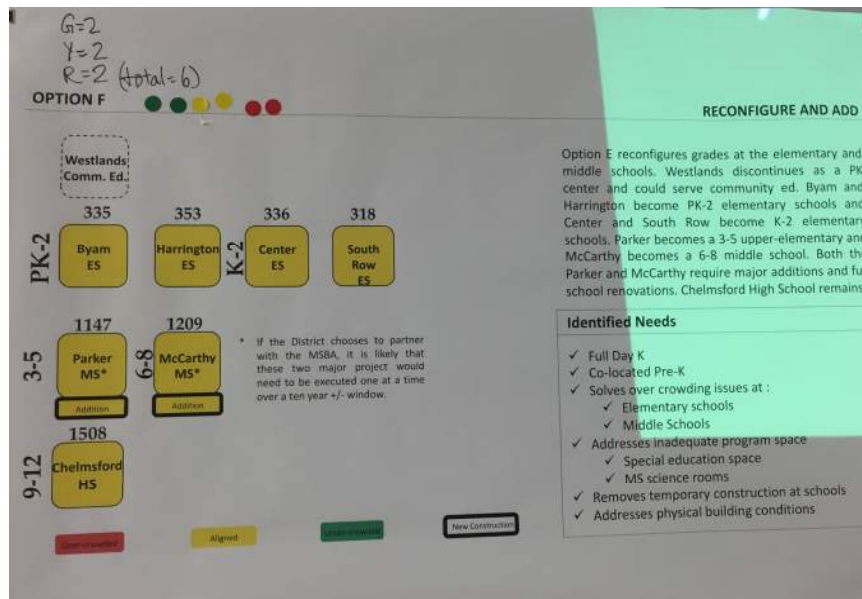 G=2
Y=2
R=2 (total=6)
OPTION F
RECONFIGURE AND ADD
Westlands
Comm. Ed.
335
353
336
318
PK-2
Byam
ES
Harrington
ES
K-2
Center
ES
South
Row
ES
Option E reconfigures grades at the elementary and
middle schools. Westlands discontinues as a PK
center and could serve community ed. Byam and
Harrington become PK-2 elementary schools and
Center and South Row become K-2 elementary
schools. Parker becomes a 3-5 upper-elementary and
McCarthy becomes a 6-8 middle school. Both the
Parker and McCarthy require major additions and fu
school renovations. Chelmsford High School remains
1147
1209
3-5
Parker
MS*
Addition
6-8
McCarthy
MS*
Addition
* If the District chooses to partner
with the MSBA, it is likely that
these two major project would
need to be executed one at a time
over a ten year +/- window.
1508
9-12
Chelmsford
HS
Identified Needs
✓ Full Day K
✓ Co-located Pre-K
✓ Solves over crowding issues at :
✓ Elementary schools
✓ Middle Schools
✓ Addresses inadequate program space
✓ Special education space
✓ MS science rooms
✓ Removes temporary construction at schools
✓ Addresses physical building conditions
Over-crowded
Aligned
Under-crowded
New Construction